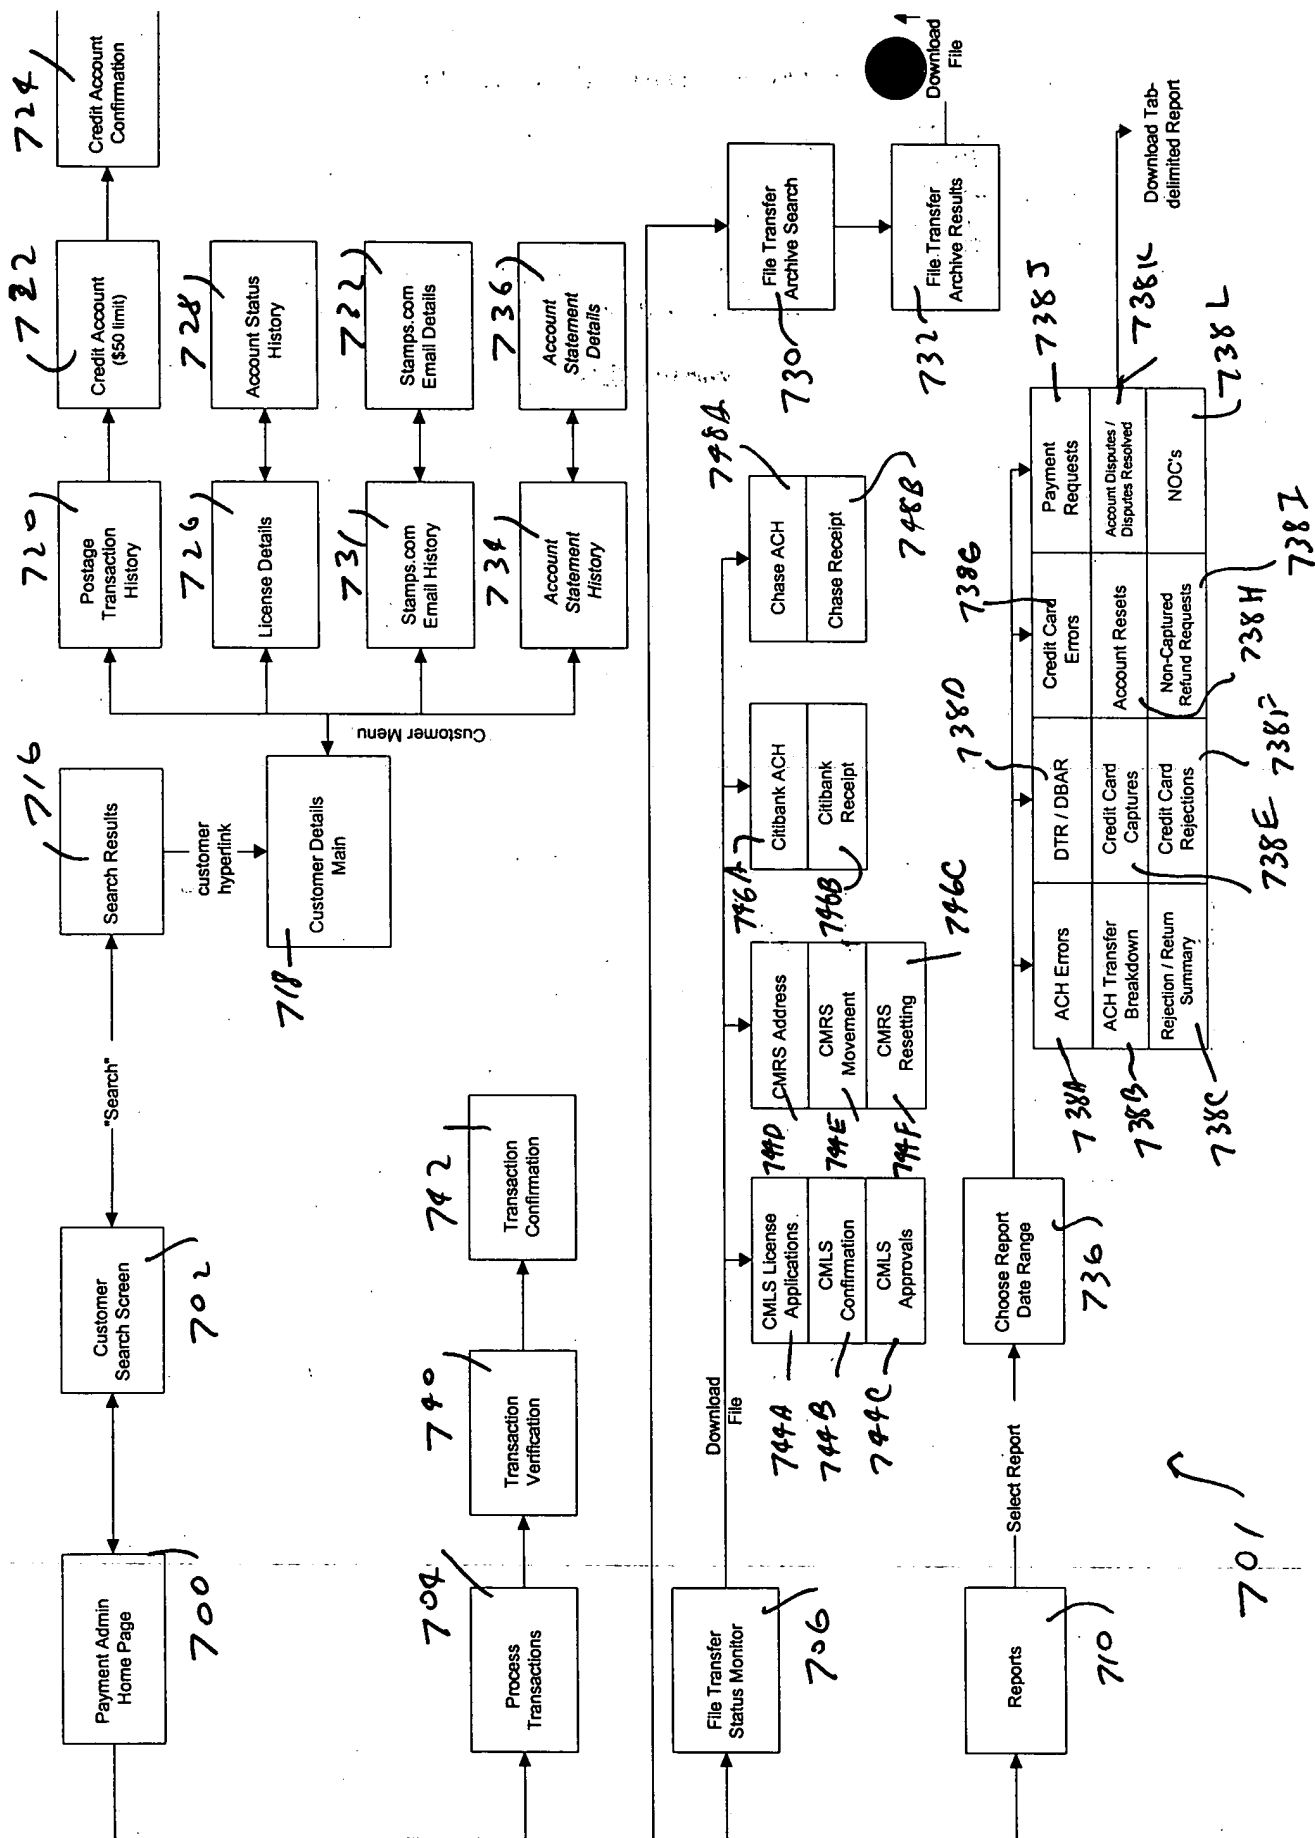 700
Payment Admin
Home Page
702
Customer
Search Screen
"Search"
716
Search Results
customer
hyperlink
718
Customer Details
Main
Customer Menu
720
Postage
Transaction
History
722
Credit Account
($50 limit)
724
Credit Account
Confirmation
726
License Details
728
Account Status
History
731
Stamps.com
Email History
732
Stamps.com
Email Details
734
Account
Statement
History
736
Account
Statement
Details
704
Process
Transactions
740
Transaction
Verification
742
Transaction
Confirmation
730
File Transfer
Archive Search
732
File Transfer
Archive Results
Download
File
706
File Transfer
Status Monitor
Download
File
744A
CMLS License
Applications
744B
CMLS
Confirmation
744C
CMLS
Approvals
744D
CMRS Address
744E
CMRS
Movement
744F
CMRS
Resetting
746A
Citibank ACH
746B
Citibank
Receipt
746C
748A
Chase ACH
748B
Chase Receipt
710
Reports
Select Report
736
Choose Report
Date Range
738A
ACH Errors
738B
ACH Transfer
Breakdown
738C
Rejection / Return
Summary
738D
DTR / DBAR
738E
Credit Card
Captures
738F
Credit Card
Rejections
738G
Credit Card
Errors
738H
Account Resets
738I
Non-Captured
Refund Requests
738J
Payment
Requests
738K
Account Disputes /
Disputes Resolved
738L
NOC's
Download Tab-
delimited Report
701